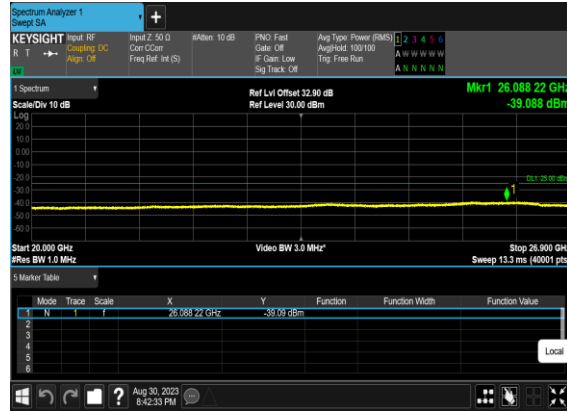 Spectrum Analyzer 1
Swept SA
+
KEYSIGHT Input: RF Input Z: 50 Ω #Atten: 10 dB PNO: Fast Avg Type: Power (RMS) 1 2 3 4 5 6
R T Coupling: DC Corr CCorr Gate: Off Avg|Hold: 100/100 A W W W W W
Align: Off Freq Ref: Int (S) IF Gain: Low Trig: Free Run
Sig Track: Off A N N N N N
1 Spectrum Ref Lvl Offset 32.90 dB Mkr1 26.088 22 GHz
Scale/Div 10 dB Ref Level 30.00 dBm -39.088 dBm
Log
20.0
10.0
0.00
-10.0
-20.0
DL1 -25.00 dBm
-30.0
1
-40.0
-50.0
-60.0
Start 20.000 GHz Video BW 3.0 MHz* Stop 26.900 GHz
#Res BW 1.0 MHz Sweep 13.3 ms (40001 pts)
5 Marker Table
Mode Trace Scale X Y Function Function Width Function Value
1 N 1 f 26.088 22 GHz -39.09 dBm
2
3
4
5
6
Local
? Aug 30, 2023
8:42:33 PM